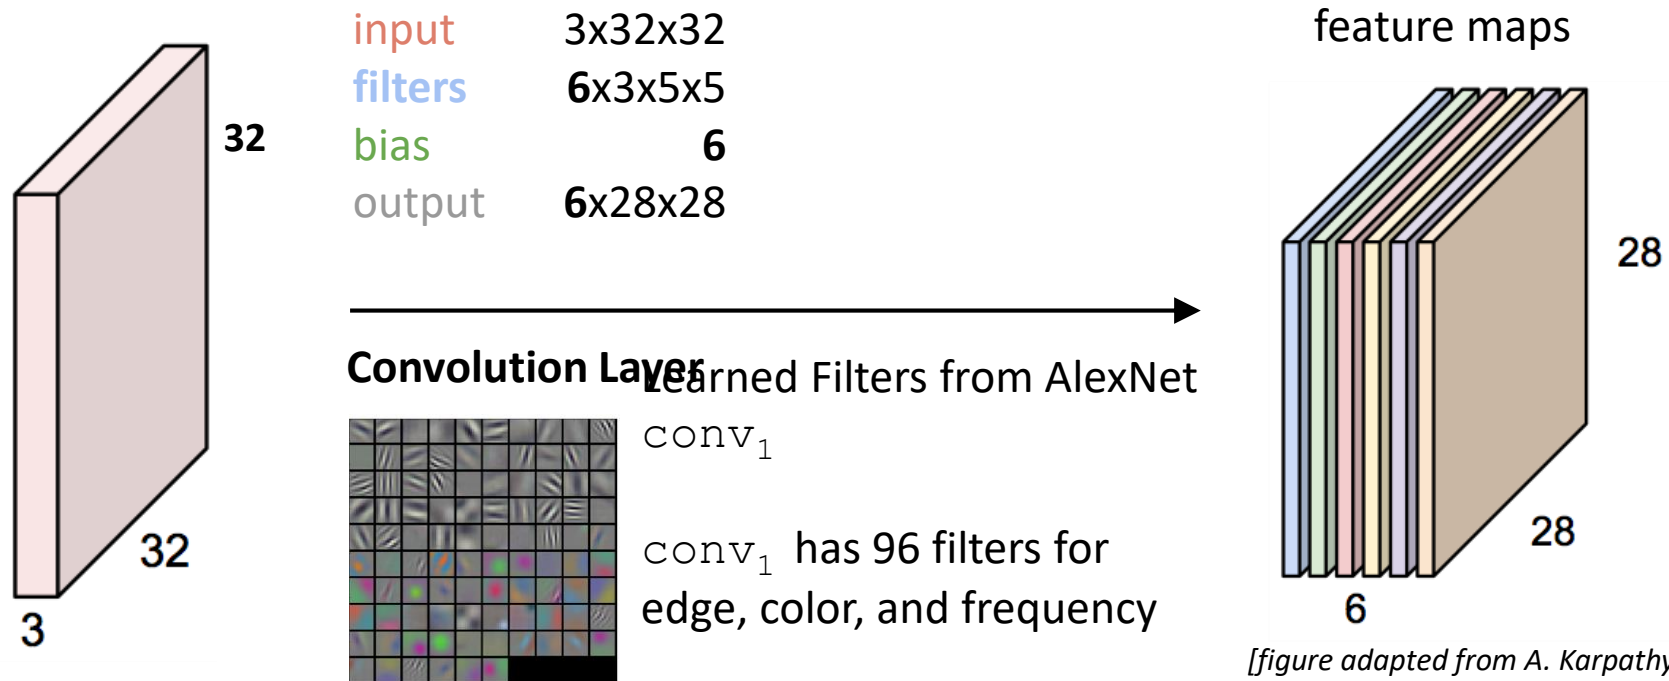 input 3x32x32
filters 6x3x5x5
bias 6
output 6x28x28
32
32
3
Convolution Layer
Learned Filters from AlexNet
conv1
conv1 has 96 filters for
edge, color, and frequency
feature maps
28
28
6
[figure adapted from A. Karpathy